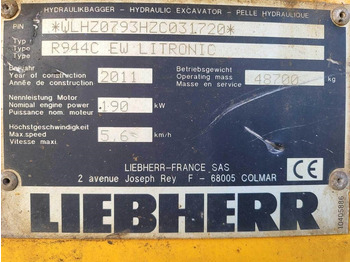 HYDRAULIKBAGGER - HYDRAULIC EXCAVATOR - PELLE HYDRAULIQUE
PIN *WLHZ0793HZC031720*
Typ
Type R944C EW LITRONIC
Type
Baujahr
Year of construction 2011
Année de construction
Betriebsgewicht
Operating mass 48700 kg
Masse en service
Nennleistung Motor
Nominal engine power 190 kW
Puissance nom. moteur
Höchstgeschwindigkeit
Max.speed 5.6 km/h
Vitesse maxi.
LIEBHERR-FRANCE SAS
2 avenue Joseph Rey F - 68005 COLMAR
CE
LIEBHERR
10405886